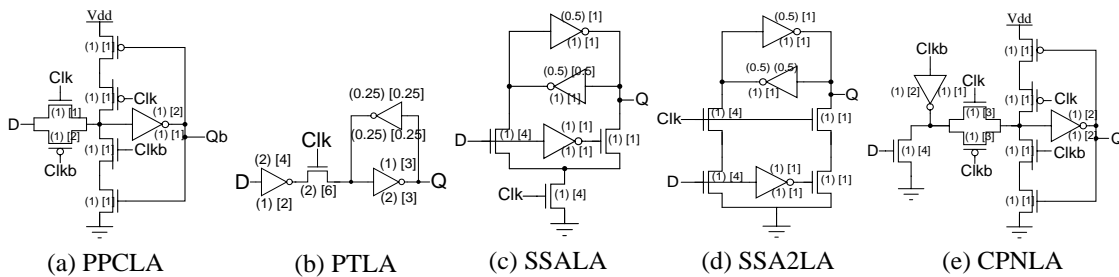 Vdd
(1) [1]
Clk
(1) [1]
Clk
(1) [1]
(1) [2]
D
(1) [2]
(1) [1]
Qb
(1) [1]
Clkb
Clkb
(1) [1]
(a) PPCLA
(0.25) [0.25]
(0.25) [0.25]
Clk
(2) [4]
(1) [3]
D
Q
(1) [2]
(2) [6]
(2) [3]
(b) PTLA
(0.5) [1]
(1) [1]
(0.5) [0.5]
(1) [1]
Q
D
(1) [4]
(1) [1]
(1) [1]
(1) [1]
Clk
(1) [4]
(c) SSALA
(0.5) [1]
(1) [1]
(0.5) (0.5)
(1) [1]
Q
Clk
(1) [4]
(1) [1]
D
(1) [4]
(1) [1]
(1) [1]
(1) [1]
(d) SSA2LA
Vdd
Clkb
(1) [1]
(1) [2]
(1) [1]
Clk
(1) [1]
Clk
(1) [3]
(1) [2]
(1) [3]
(1) [2]
Q
D
(1) [4]
Clkb
(1) [1]
Clkb
(1) [1]
(e) CPNLA